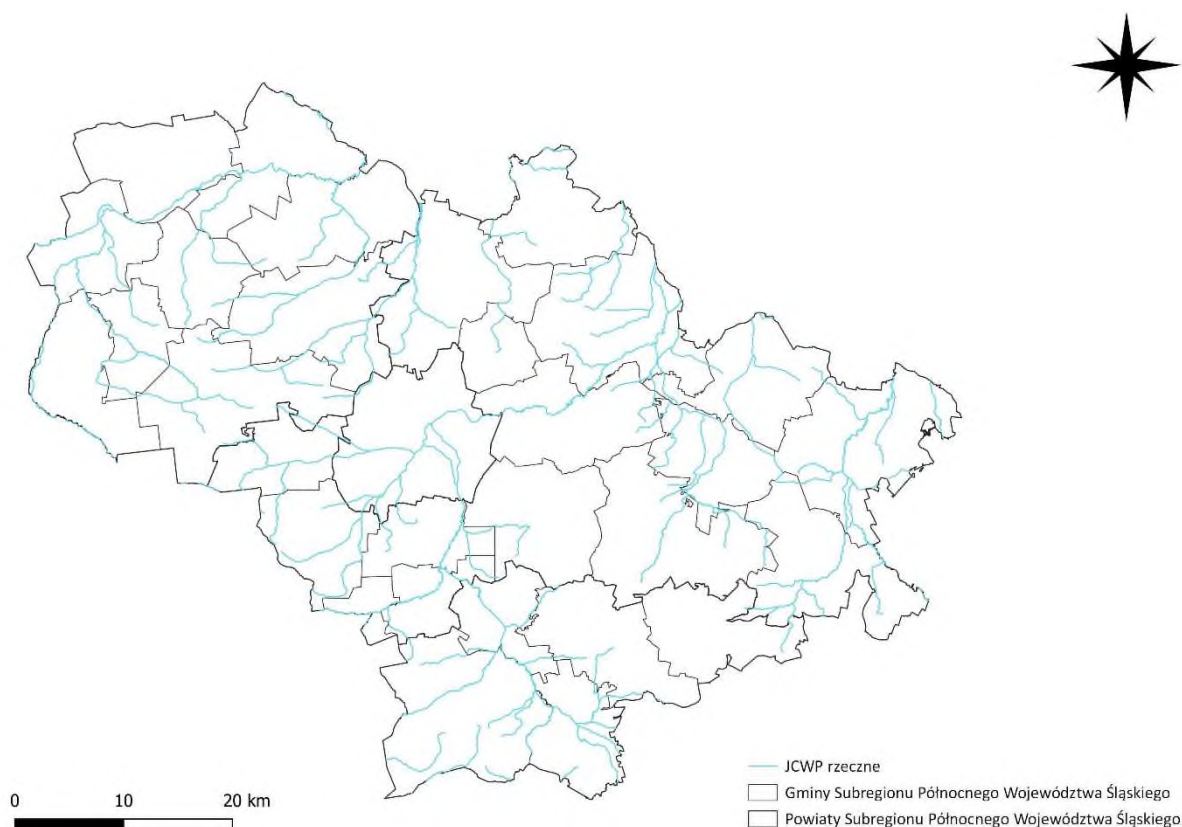 JCWP rzeczne
Gminy Subregionu Północnego Województwa Śląskiego
Powiaty Subregionu Północnego Województwa Śląskiego
0 10 20 km